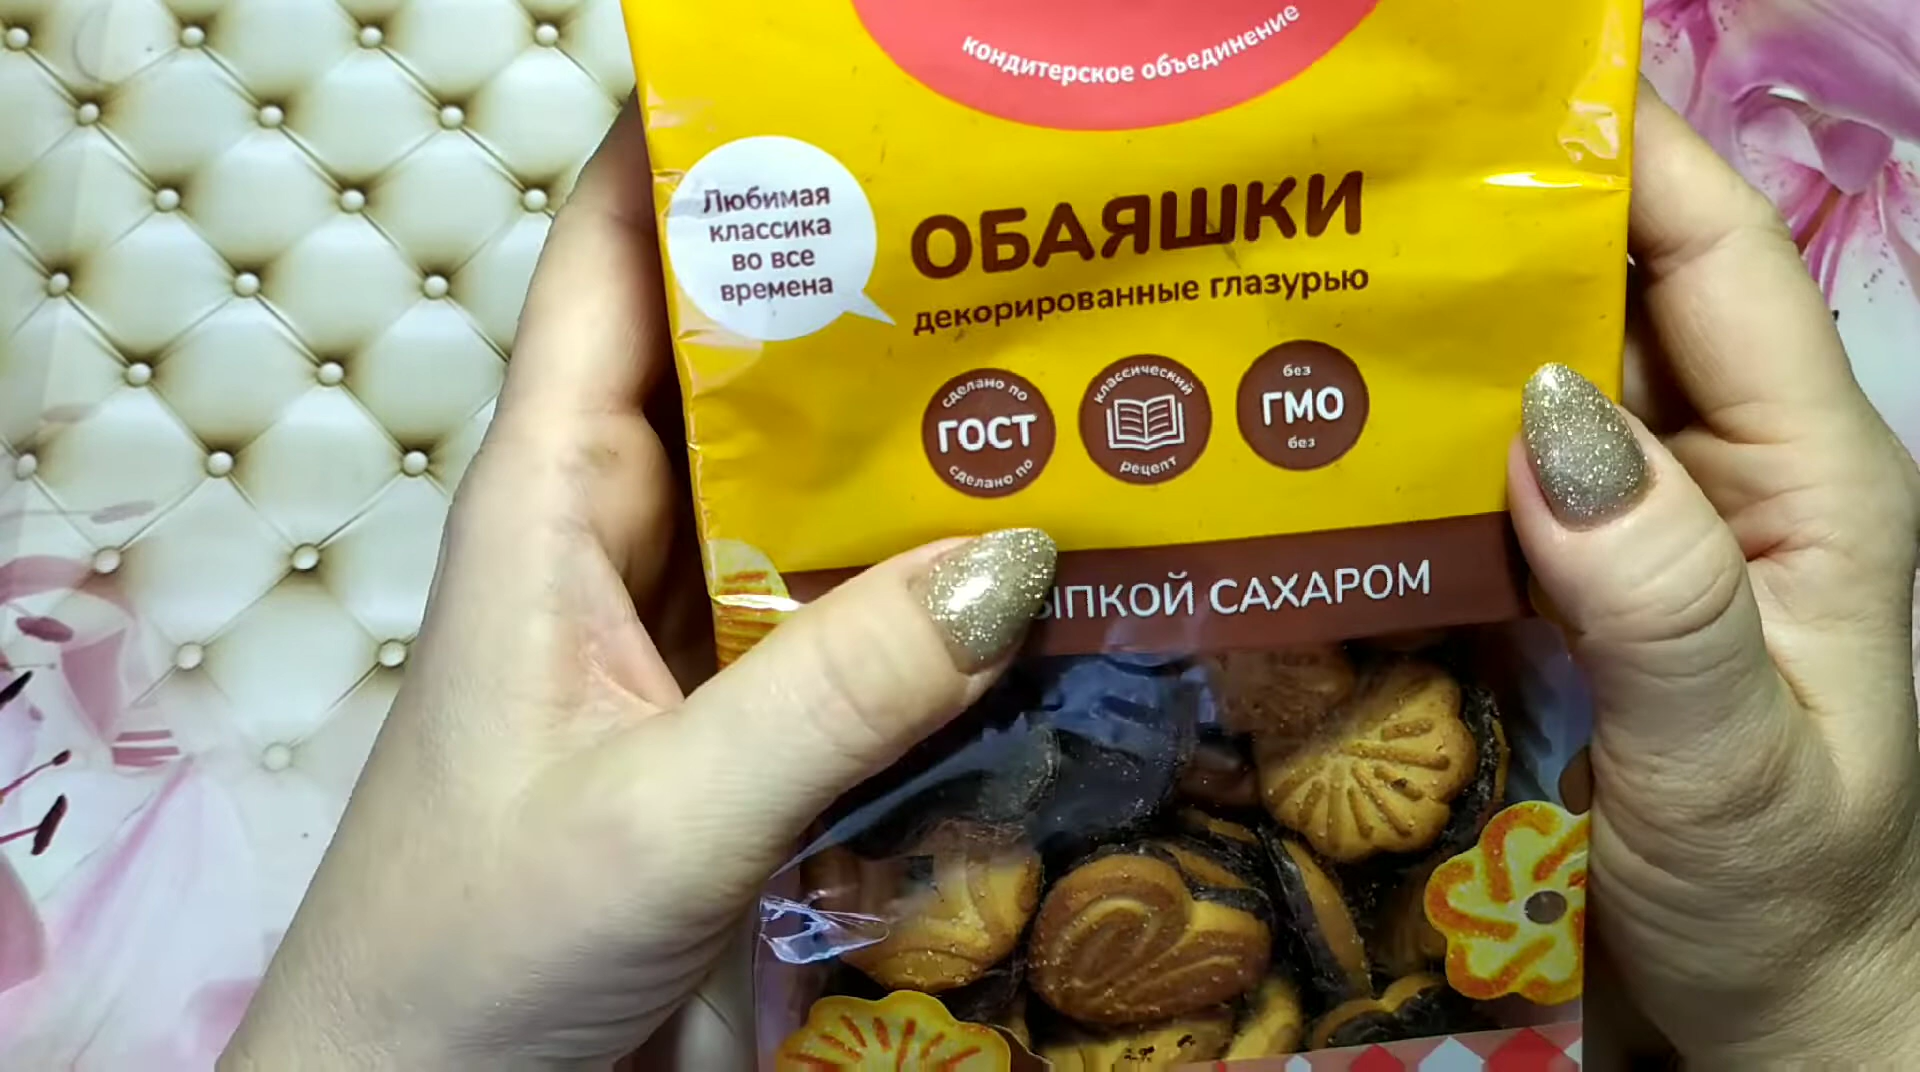 кондитерское объединение
Любимая
классика
во все
времена
ОБАЯШКИ
декорированные глазурью
сделано по
ГОСТ
сделано по
классический
рецепт
без
ГМО
без
ЫПКОЙ САХАРОМ